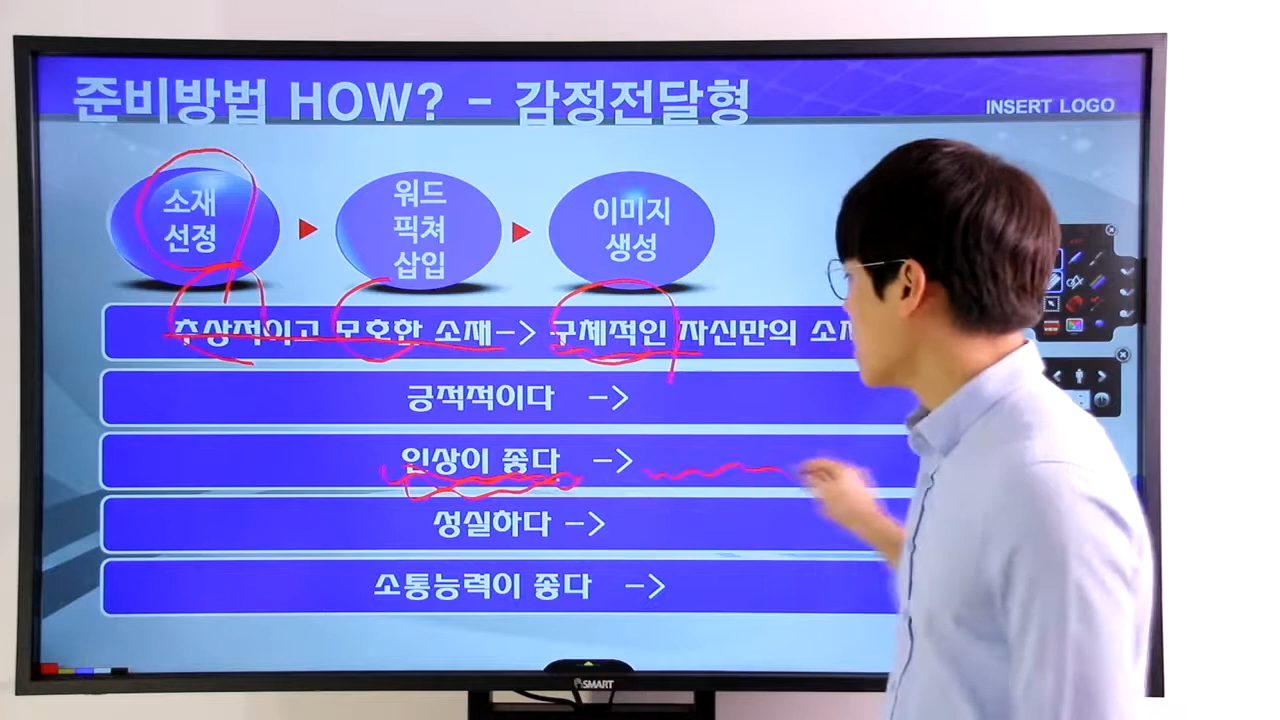 준비방법 HOW? - 감정전달형
INSERT LOGO
소재
선정
워드
픽쳐
삽입
이미지
생성
추상적이고 모호한 소재-> 구체적인 자신만의 소재
긍적적이다 ->
인상이 좋다 ->
성실하다 ->
소통능력이 좋다 ->
SMART